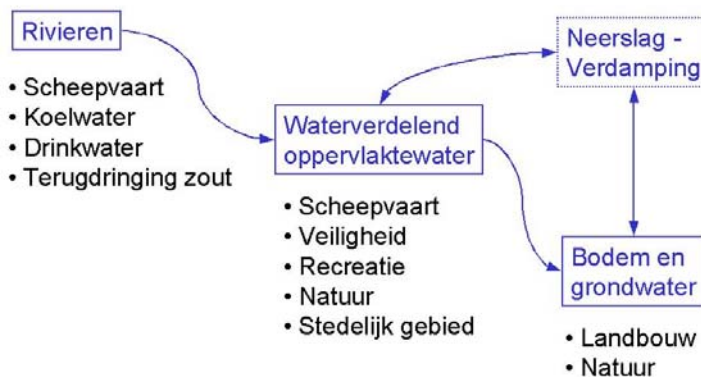 Rivieren
• Scheepvaart
• Koelwater
• Drinkwater
• Terugdringing zout
Waterverdelend
oppervlaktewater
• Scheepvaart
• Veiligheid
• Recreatie
• Natuur
• Stedelijk gebied
Neerslag -
Verdamping
Bodem en
grondwater
• Landbouw
• Natuur